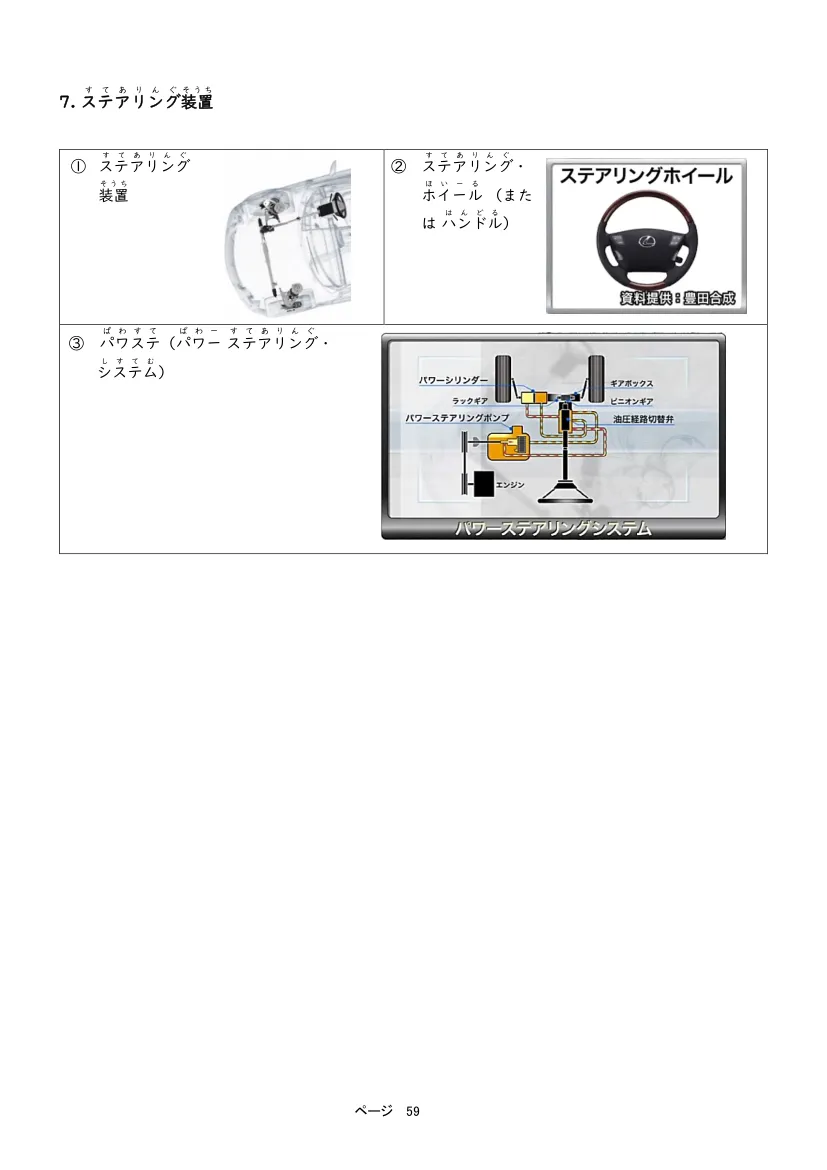 すてありんぐそうち
7. ステアリング装置
すてありんぐ
① ステアリング
そうち
装置
すてありんぐ
② ステアリング・
ほいーる
ホイール （また
はんどる
は ハンドル）
ステアリングホイール
資料提供：豊田合成
ぱわすて ぱわー すてありんぐ
③ パワステ（パワー ステアリング・
しすてむ
システム）
パワーシリンダー
ギアボックス
ラックギア
ピニオンギア
パワーステアリングポンプ
油圧経路切替弁
エンジン
パワーステアリングシステム
ページ 59